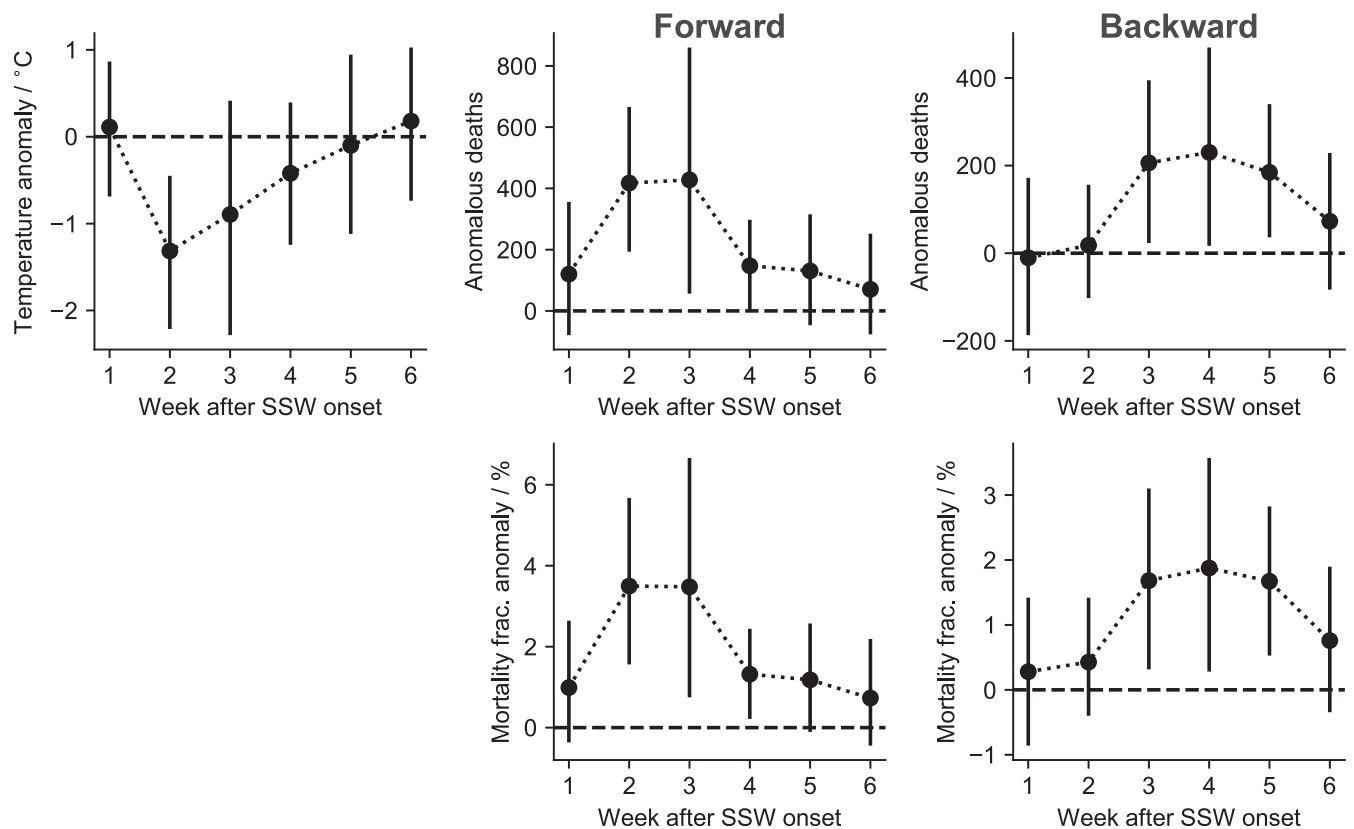 Forward
Backward
Temperature anomaly / °C
1
0
−1
−2
1 2 3 4 5 6
Week after SSW onset
Anomalous deaths
800
600
400
200
0
1 2 3 4 5 6
Week after SSW onset
Anomalous deaths
400
200
0
−200
1 2 3 4 5 6
Week after SSW onset
Mortality frac. anomaly / %
6
4
2
0
1 2 3 4 5 6
Week after SSW onset
Mortality frac. anomaly / %
3
2
1
0
−1
1 2 3 4 5 6
Week after SSW onset